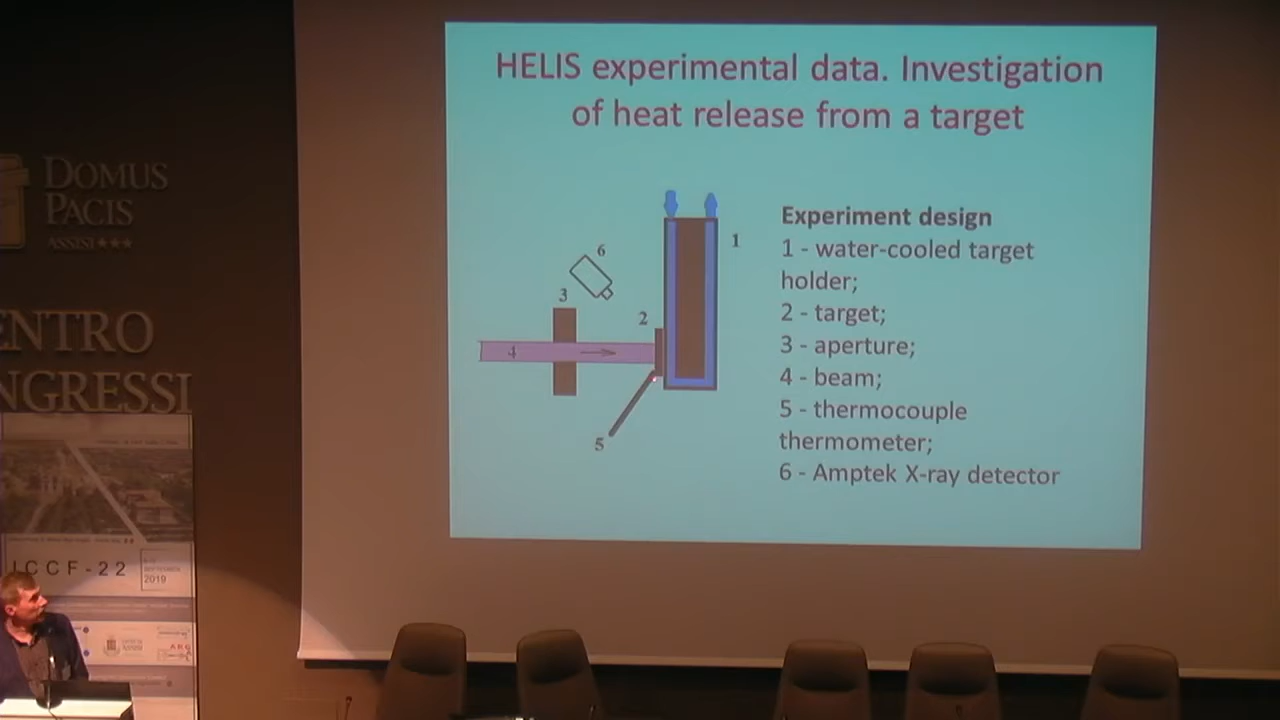 HELIS experimental data. Investigation
of heat release from a target
Experiment design
1 - water-cooled target
holder;
2 - target;
3 - aperture;
4 - beam;
5 - thermocouple
thermometer;
6 - Amptek X-ray detector
1
2
3
4
5
6
DOMUS
PACIS
ASSISI★★★
ENTRO
NGRESSI
ICCF-22
2019